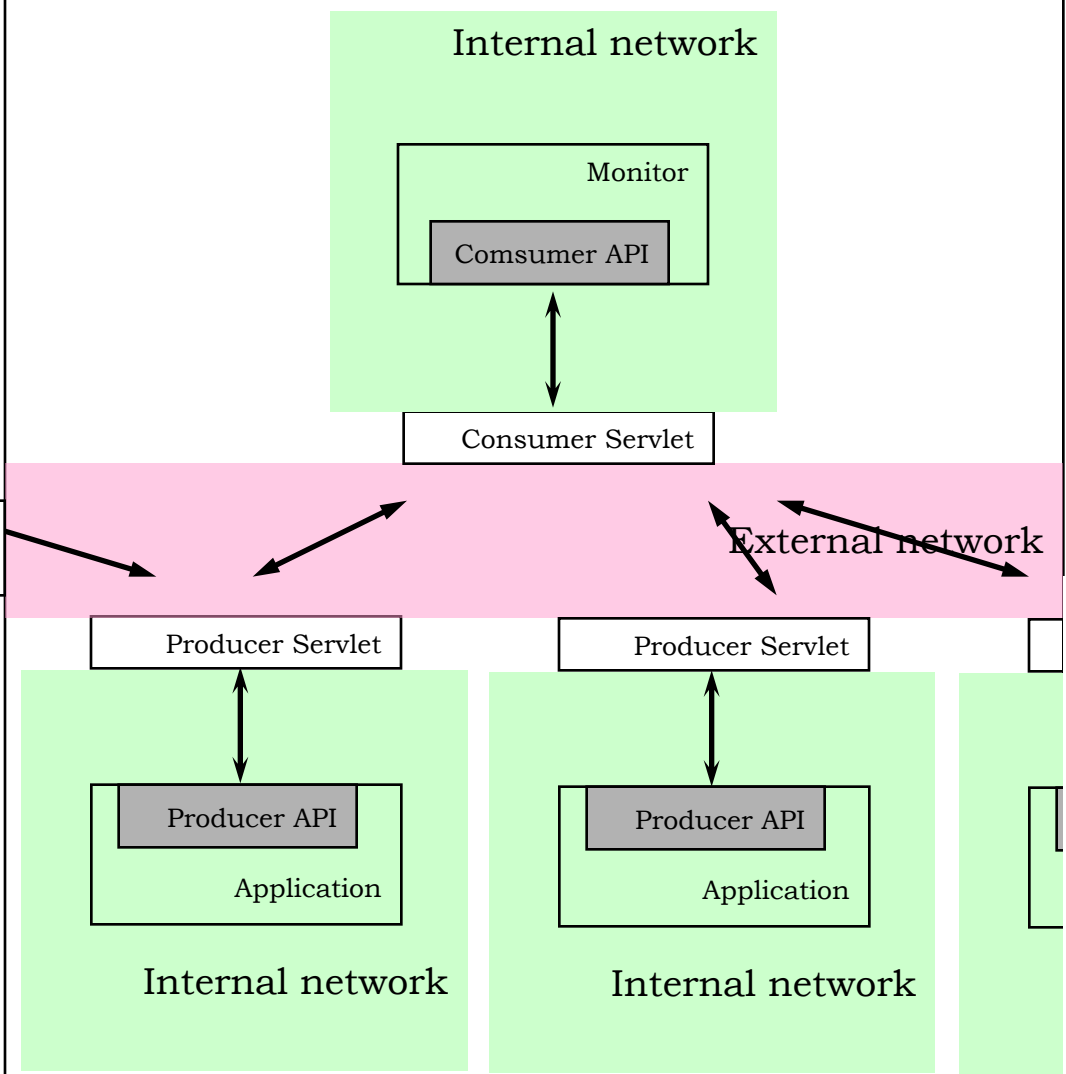 Internal network
Monitor
Comsumer API
Consumer Servlet
External network
Producer Servlet
Producer Servlet
Producer API
Producer API
Application
Application
Internal network
Internal network